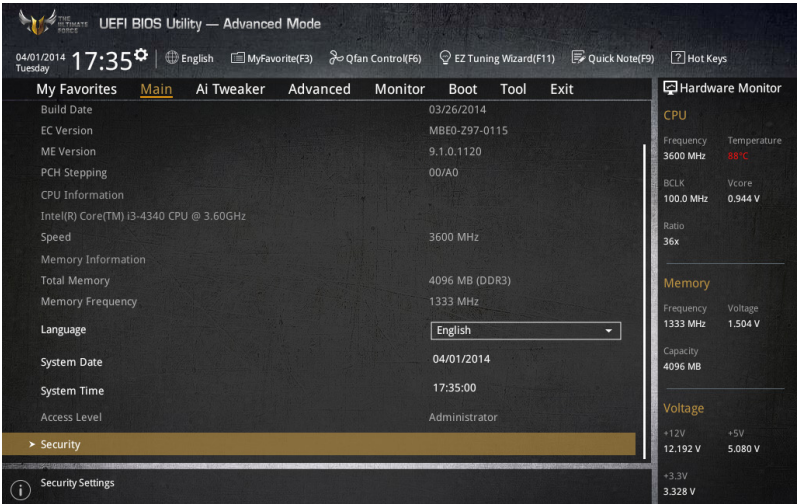 THE ULTIMATE FORCE
UEFI BIOS Utility — Advanced Mode
04/01/2014 Tuesday 17:35 English MyFavorite(F3) Qfan Control(F6) EZ Tuning Wizard(F11) Quick Note(F9) ? Hot Keys
My Favorites Main Ai Tweaker Advanced Monitor Boot Tool Exit
Build Date 03/26/2014
EC Version MBE0-Z97-0115
ME Version 9.1.0.1120
PCH Stepping 00/A0
CPU Information
Intel(R) Core(TM) i3-4340 CPU @ 3.60GHz
Speed 3600 MHz
Memory Information
Total Memory 4096 MB (DDR3)
Memory Frequency 1333 MHz
Language English
System Date 04/01/2014
System Time 17:35:00
Access Level Administrator
> Security
i Security Settings
Hardware Monitor
CPU
Frequency Temperature
3600 MHz 88°C
BCLK Vcore
100.0 MHz 0.944 V
Ratio
36x
Memory
Frequency Voltage
1333 MHz 1.504 V
Capacity
4096 MB
Voltage
+12V +5V
12.192 V 5.080 V
+3.3V
3.328 V